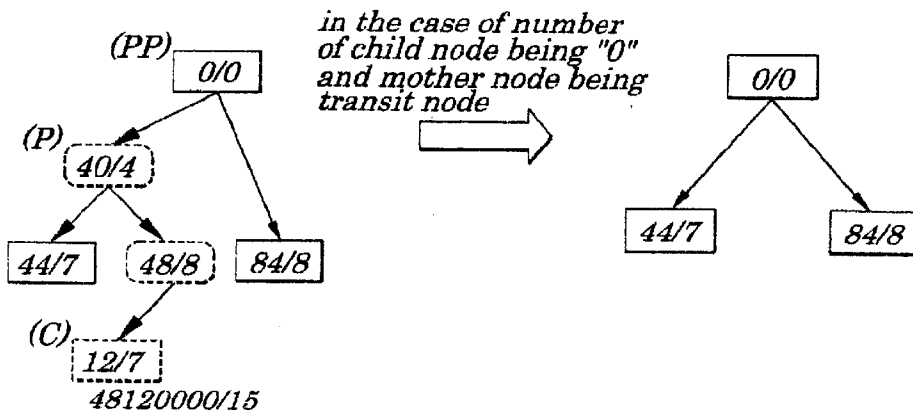 in the case of number
of child node being "0"
and mother node being
transit node
(PP)
0/0
0/0
(P)
40/4
44/7
48/8
84/8
44/7
84/8
(C)
12/7
48120000/15